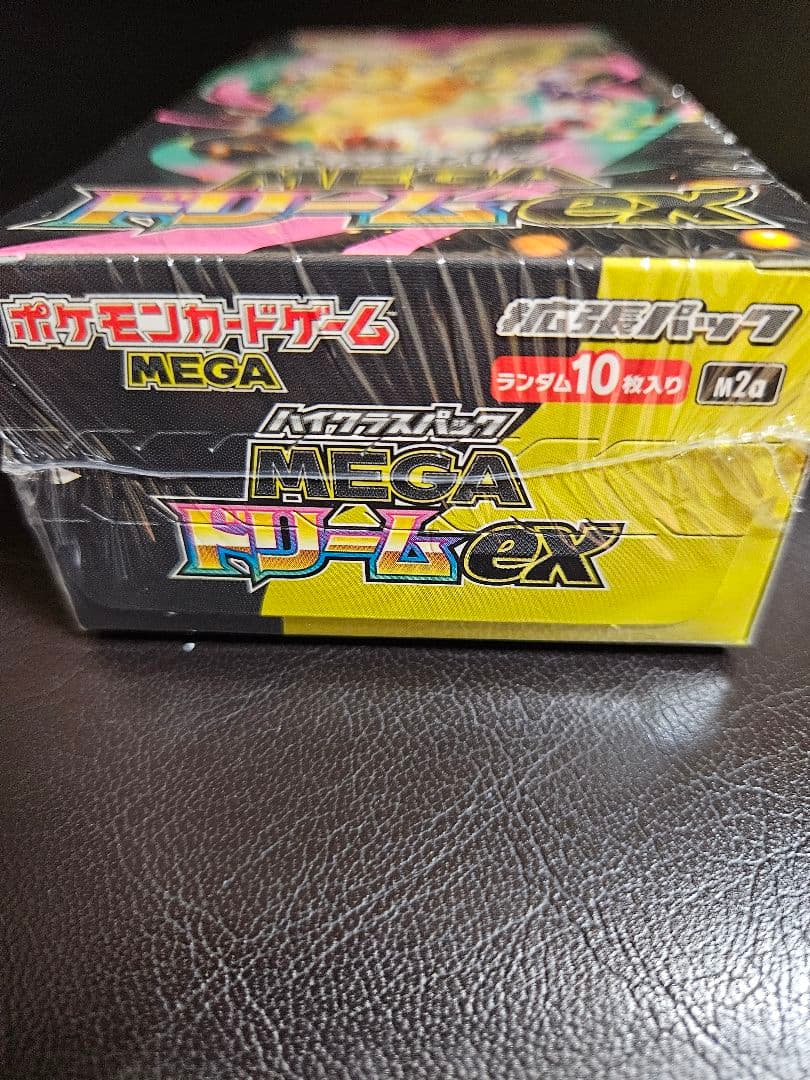 MEGA
ドリームex
ポケモンカードゲーム
MEGA
拡張パック
ランダム10枚入り
M2a
ハイクラスパック
MEGA
ドリームex